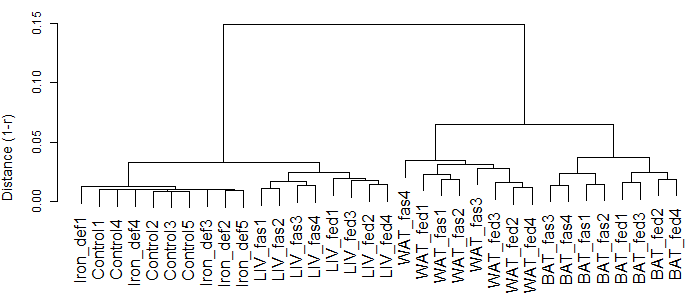 0.15
0.10
0.05
0.00
Distance (1-r)
Iron_def1
Control1
Control4
Iron_def4
Control2
Control3
Control5
Iron_def3
Iron_def2
Iron_def5
LIV_fas1
LIV_fas2
LIV_fas3
LIV_fas4
LIV_fed1
LIV_fed3
LIV_fed2
LIV_fed4
WAT_fas4
WAT_fed1
WAT_fas1
WAT_fas2
WAT_fas3
WAT_fed3
WAT_fed2
WAT_fed4
BAT_fas3
BAT_fas4
BAT_fas1
BAT_fas2
BAT_fed1
BAT_fed3
BAT_fed2
BAT_fed4